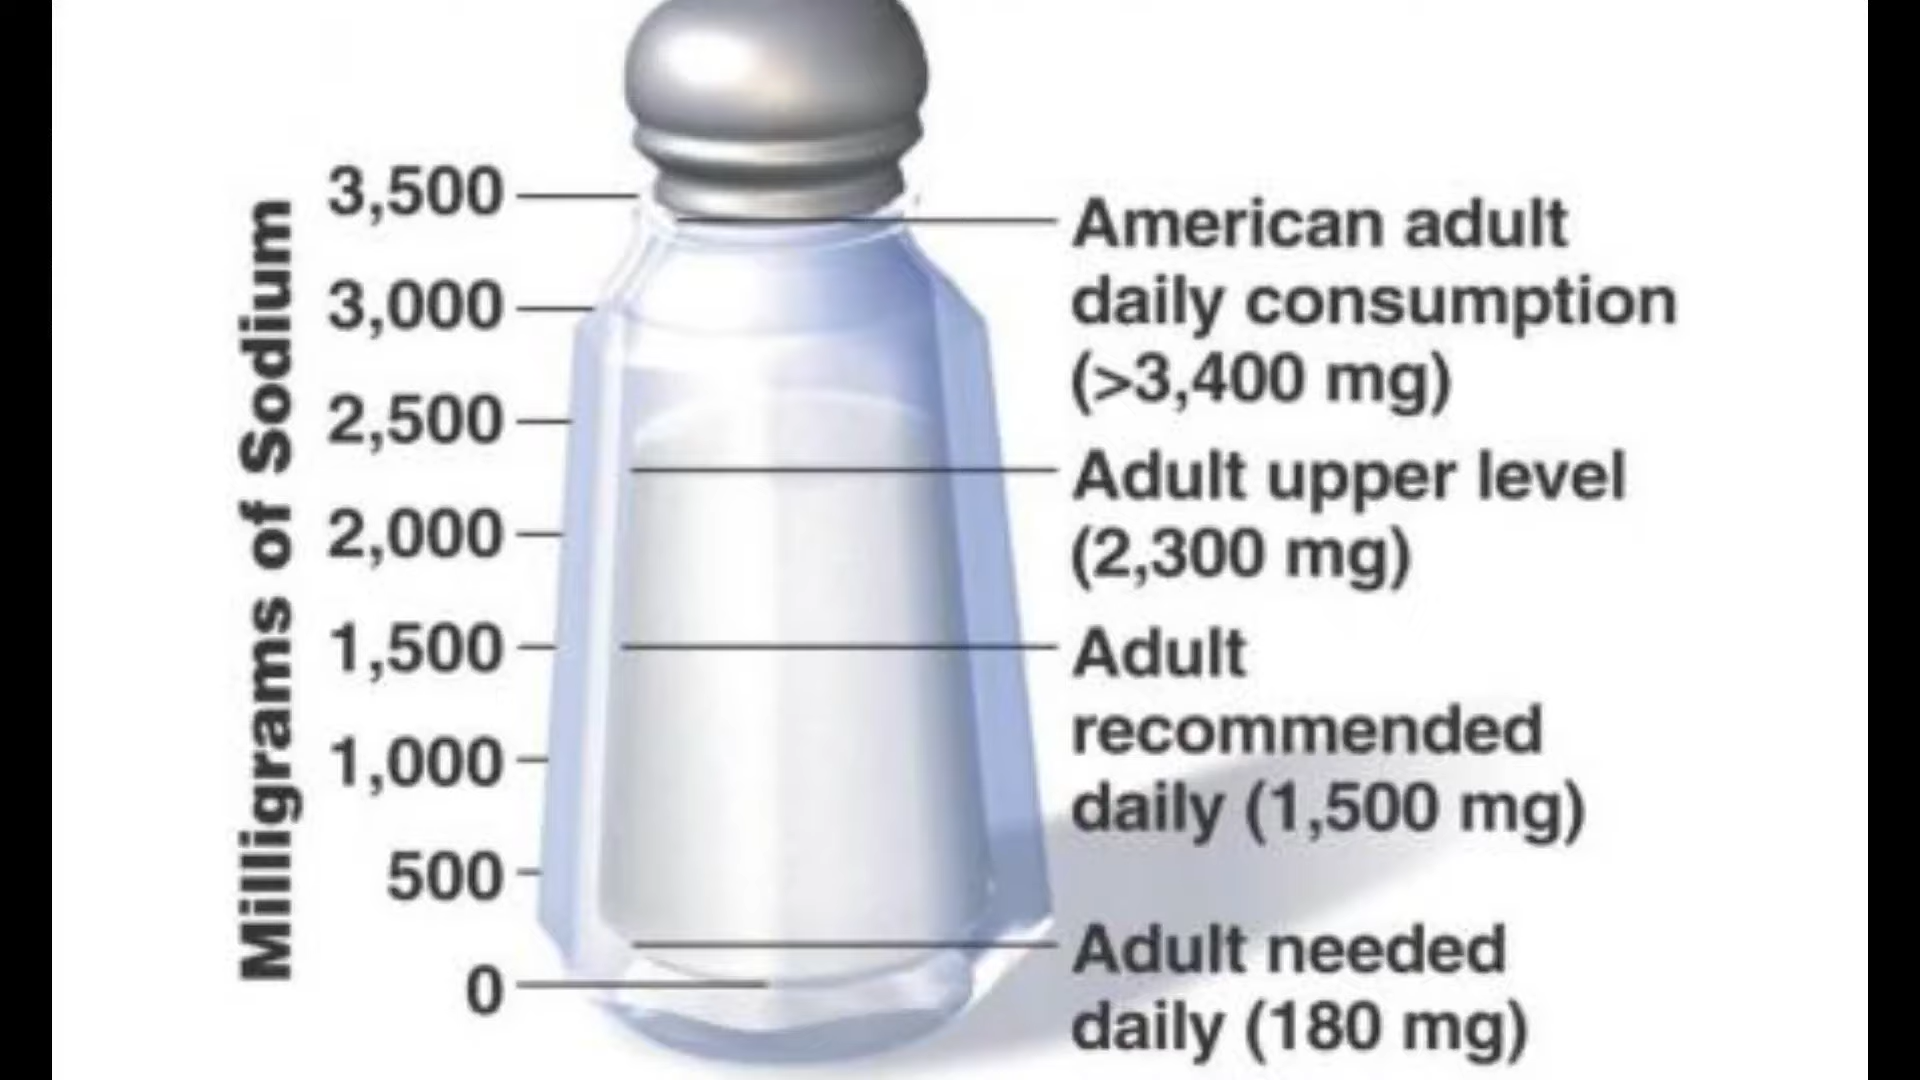 Milligrams of Sodium
3,500
3,000
2,500
2,000
1,500
1,000
500
0
American adult
daily consumption
(>3,400 mg)
Adult upper level
(2,300 mg)
Adult
recommended
daily (1,500 mg)
Adult needed
daily (180 mg)